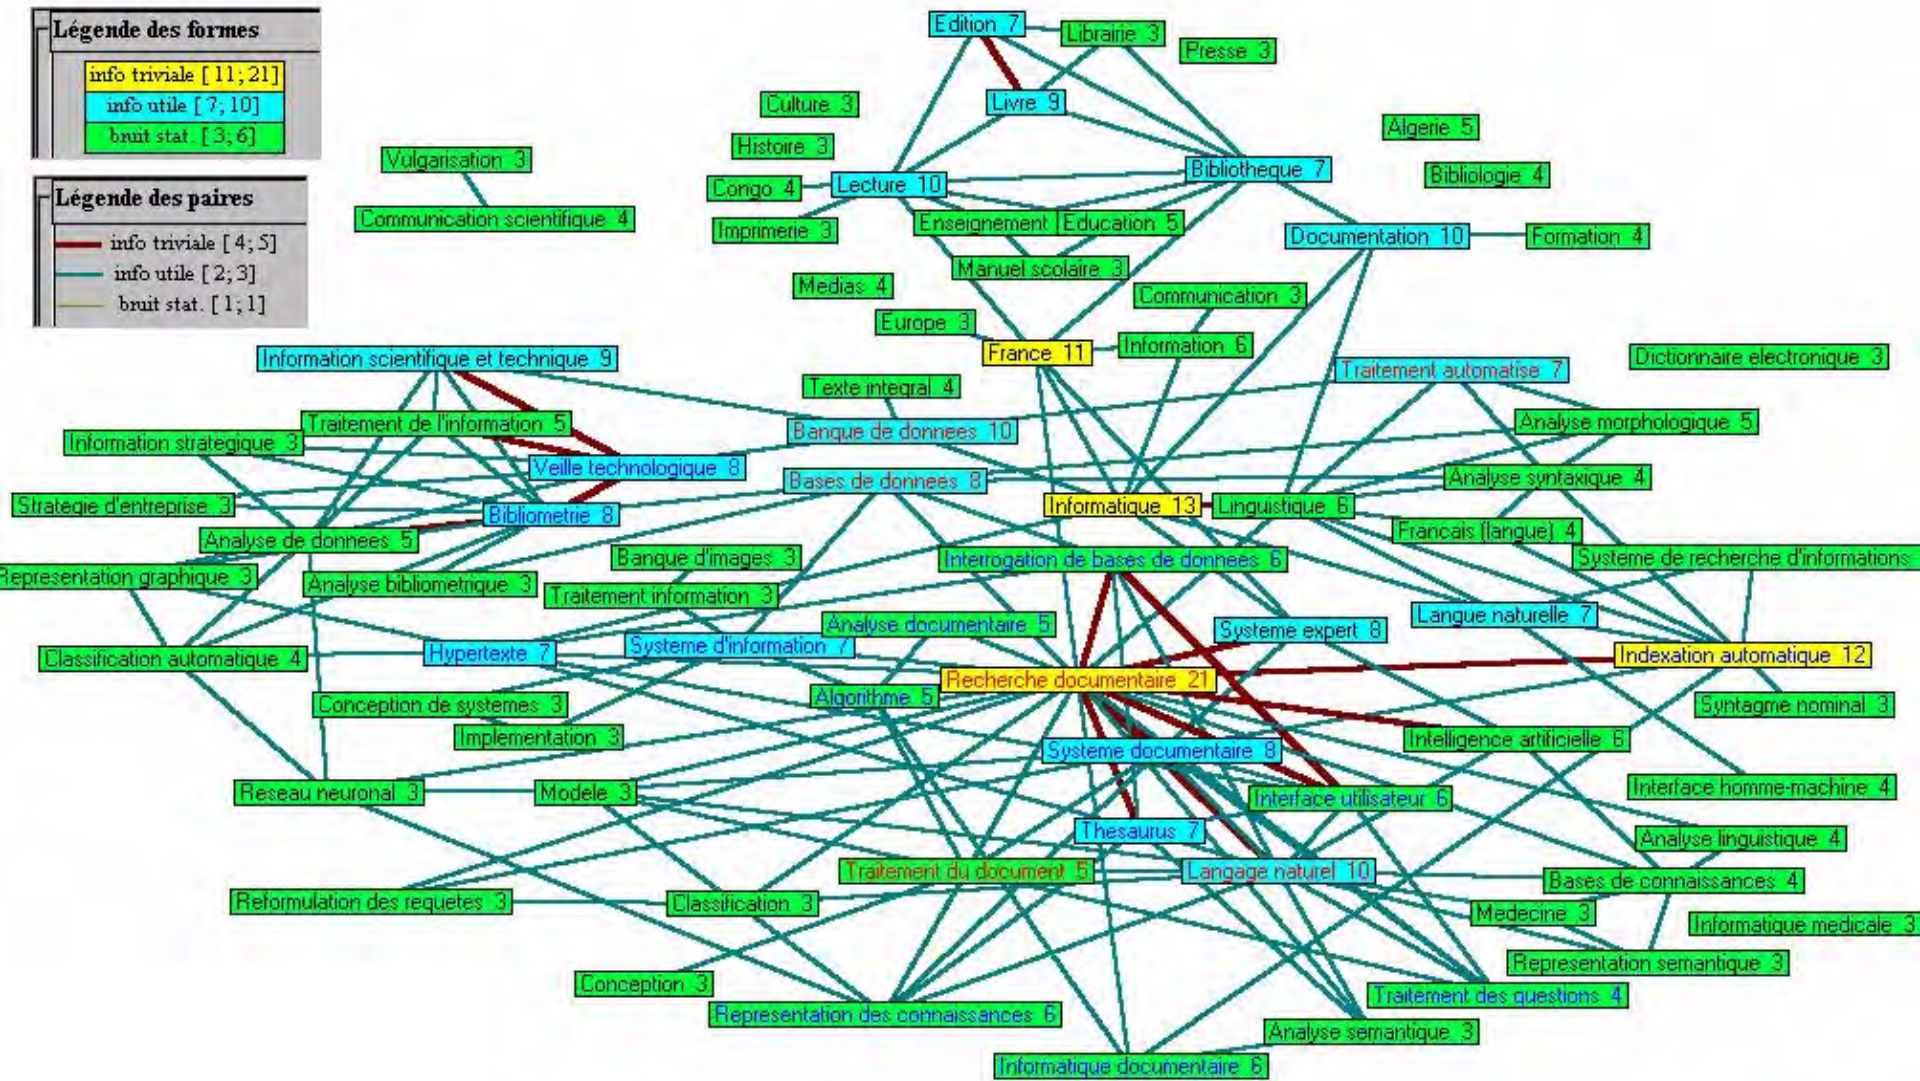 Légende des formes
info triviale [ 11; 21]
info utile [ 7; 10]
bruit stat. [ 3; 6]
Légende des paires
info triviale [ 4; 5]
info utile [ 2; 3]
bruit stat. [ 1; 1]
Edition 7
Librairie 3
Presse 3
Culture 3
Livre 9
Algerie 5
Histoire 3
Vulgarisation 3
Bibliotheque 7
Bibliologie 4
Congo 4
Lecture 10
Communication scientifique 4
Imprimerie 3
Enseignement
Education 5
Documentation 10
Formation 4
Manuel scolaire 3
Medias 4
Communication 3
Europe 3
France 11
Information 6
Information scientifique et technique 9
Dictionnaire electronique 3
Traitement automatise 7
Texte integral 4
Traitement de l'information 5
Analyse morphologique 5
Information strategique 3
Banque de donnees 10
Veille technologique 8
Bases de donnees 8
Analyse syntaxique 4
Strategie d'entreprise 3
Bibliometrie 8
Informatique 13
Linguistique 6
Francais (langue) 4
Analyse de donnees 5
Banque d'images 3
Interrogation de bases de donnees 6
Systeme de recherche d'informations
Representation graphique 3
Analyse bibliometrique 3
Traitement information 3
Langue naturelle 7
Analyse documentaire 5
Systeme expert 8
Classification automatique 4
Hypertexte 7
Systeme d'information 7
Indexation automatique 12
Recherche documentaire 21
Conception de systemes 3
Algorithme 5
Syntagme nominal 3
Implementation 3
Systeme documentaire 8
Intelligence artificielle 6
Reseau neuronal 3
Modele 3
Interface utilisateur 6
Interface homme-machine 4
Thesaurus 7
Analyse linguistique 4
Traitement du document 5
Langage naturel 10
Bases de connaissances 4
Reformulation des requetes 3
Classification 3
Medecine 3
Informatique medicale 3
Representation semantique 3
Conception 3
Traitement des questions 4
Representation des connaissances 6
Analyse semantique 3
Informatique documentaire 6